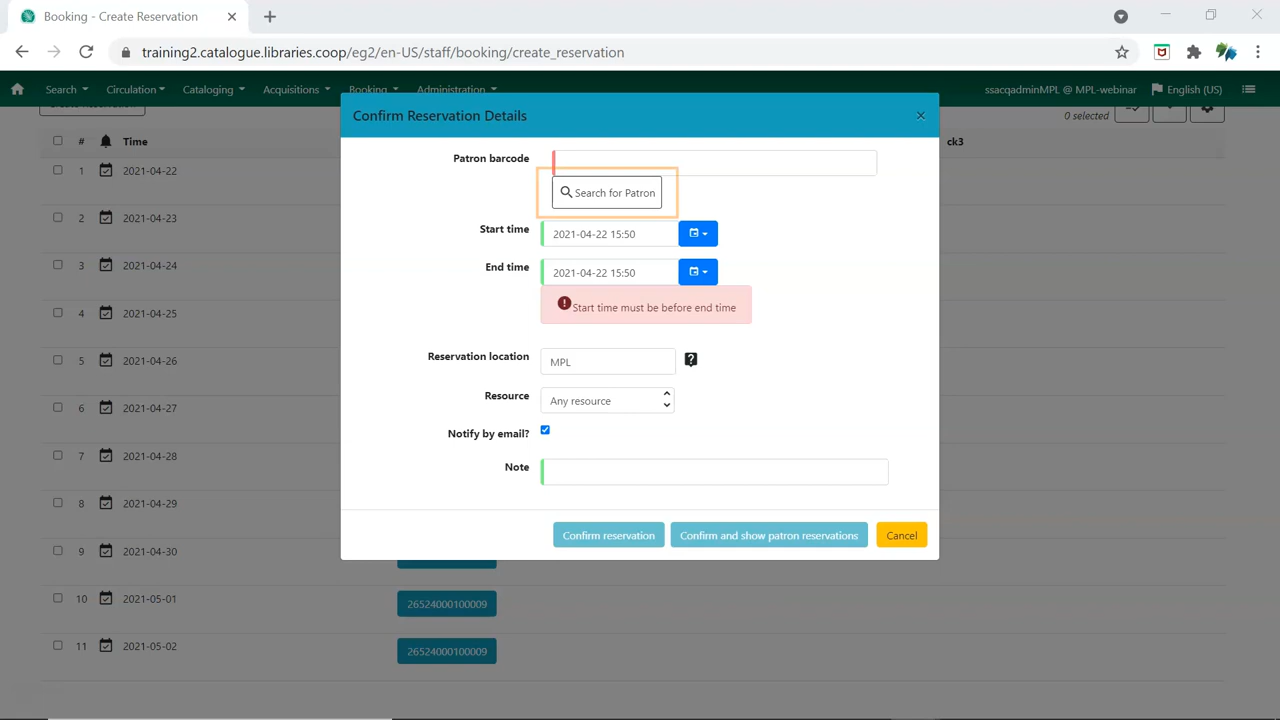 Booking - Create Reservation
training2.catalogue.libraries.coop/eg2/en-US/staff/booking/create_reservation
Search Circulation Cataloging Acquisitions Booking Administration ssacqadminMPL @ MPL-webinar English (US)
0 selected
# Time ck3
Confirm Reservation Details ×
Patron barcode
Search for Patron
Start time 2021-04-22 15:50
End time 2021-04-22 15:50
Start time must be before end time
Reservation location MPL ?
Resource Any resource
Notify by email?
Note
Confirm reservation Confirm and show patron reservations Cancel
1 2021-04-22
2 2021-04-23
3 2021-04-24
4 2021-04-25
5 2021-04-26
6 2021-04-27
7 2021-04-28
8 2021-04-29
9 2021-04-30
10 2021-05-01 26524000100009
11 2021-05-02 26524000100009